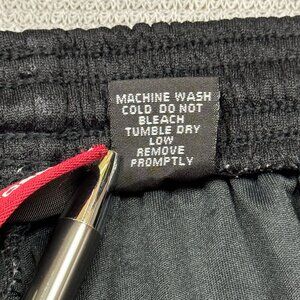 MACHINE WASH
COLD DO NOT
BLEACH
TUMBLE DRY
LOW
REMOVE
PROMPTLY